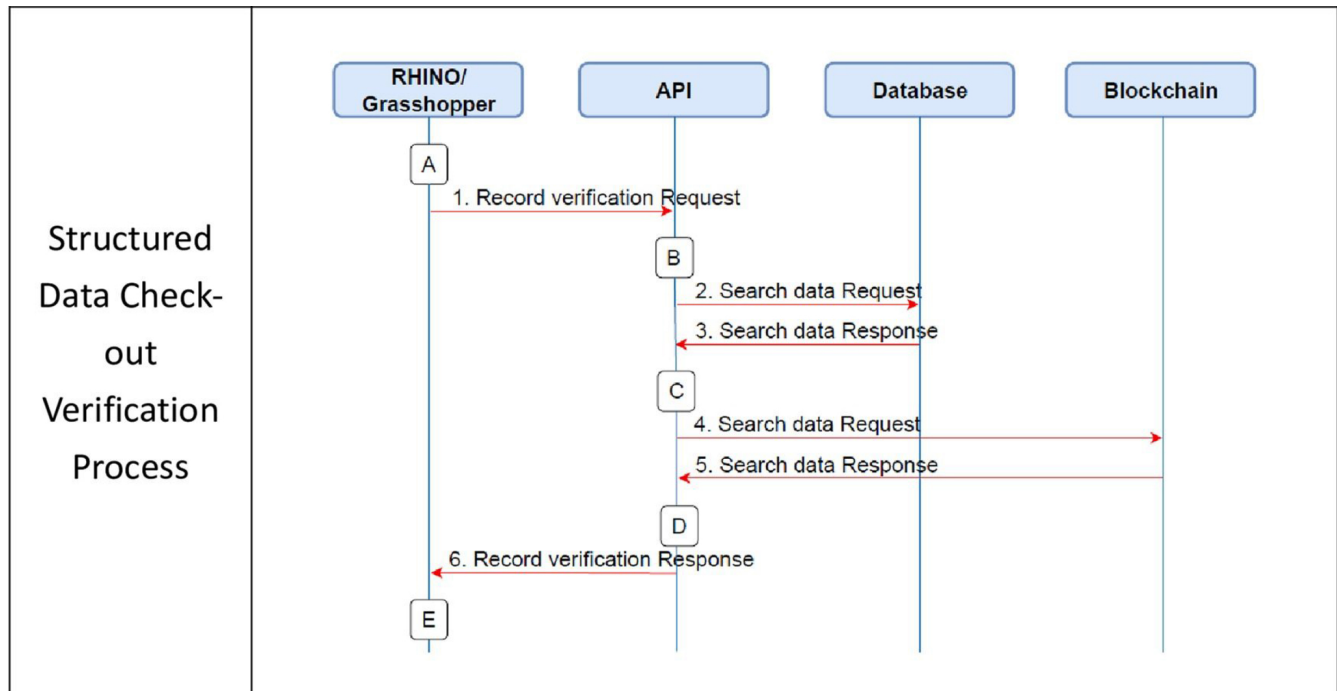 Structured
Data Check-
out
Verification
Process
RHINO/
Grasshopper
API
Database
Blockchain
A
1. Record verification Request
B
2. Search data Request
3. Search data Response
C
4. Search data Request
5. Search data Response
D
6. Record verification Response
E